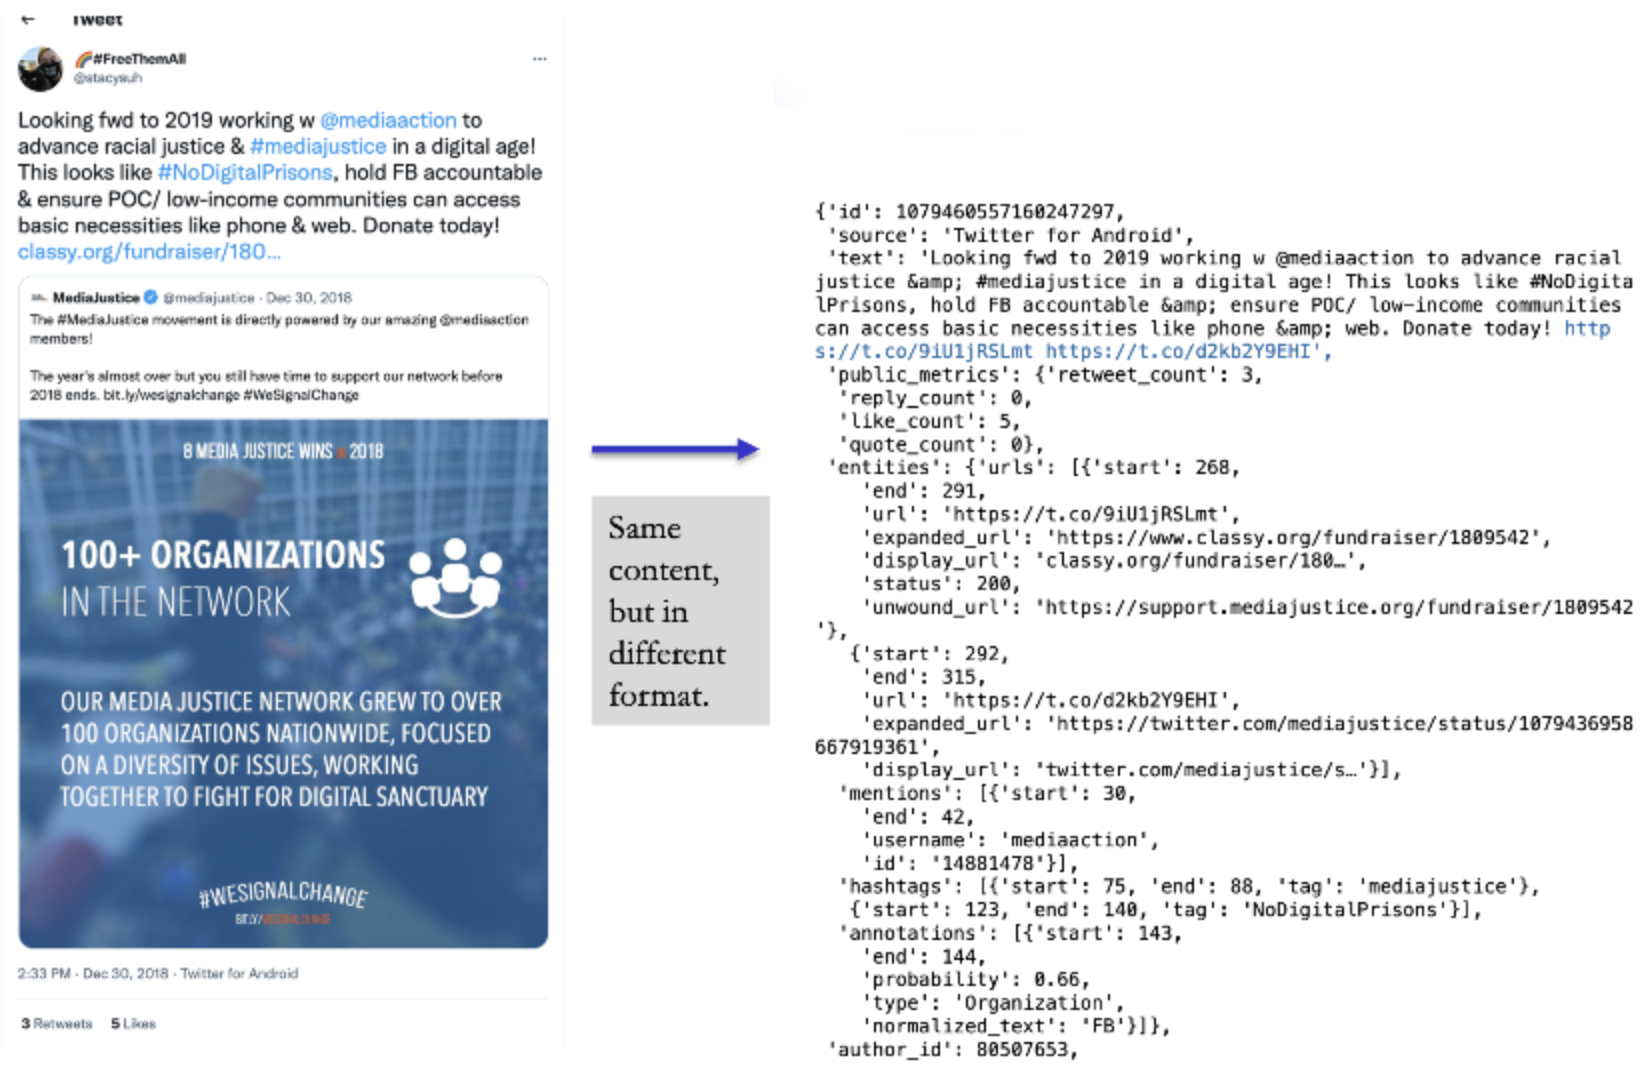 ← Tweet
🌈#FreeThemAll
@stacysuh
...
Looking fwd to 2019 working w @mediaaction to
advance racial justice & #mediajustice in a digital age!
This looks like #NoDigitalPrisons, hold FB accountable
& ensure POC/ low-income communities can access
basic necessities like phone & web. Donate today!
classy.org/fundraiser/180...
MediaJustice @mediajustice · Dec 30, 2018
The #MediaJustice movement is directly powered by our amazing @mediaaction
members!
The year's almost over but you still have time to support our network before
2018 ends. bit.ly/wesignalchange #WeSignalChange
8 MEDIA JUSTICE WINS 2018
100+ ORGANIZATIONS
IN THE NETWORK
OUR MEDIA JUSTICE NETWORK GREW TO OVER
100 ORGANIZATIONS NATIONWIDE, FOCUSED
ON A DIVERSITY OF ISSUES, WORKING
TOGETHER TO FIGHT FOR DIGITAL SANCTUARY
#WESIGNALCHANGE
BIT.LY/WESIGNALCHANGE
2:33 PM · Dec 30, 2018 · Twitter for Android
3 Retweets 5 Likes
Same
content,
but in
different
format.
{'id': 1079460557160247297,
'source': 'Twitter for Android',
'text': 'Looking fwd to 2019 working w @mediaaction to advance racial
justice &amp; #mediajustice in a digital age! This looks like #NoDigita
lPrisons, hold FB accountable &amp; ensure POC/ low-income communities
can access basic necessities like phone &amp; web. Donate today! http
s://t.co/9iU1jRSLmt https://t.co/d2kb2Y9EHI',
'public_metrics': {'retweet_count': 3,
'reply_count': 0,
'like_count': 5,
'quote_count': 0},
'entities': {'urls': [{'start': 268,
'end': 291,
'url': 'https://t.co/9iU1jRSLmt',
'expanded_url': 'https://www.classy.org/fundraiser/1809542',
'display_url': 'classy.org/fundraiser/180…',
'status': 200,
'unwound_url': 'https://support.mediajustice.org/fundraiser/1809542
'},
{'start': 292,
'end': 315,
'url': 'https://t.co/d2kb2Y9EHI',
'expanded_url': 'https://twitter.com/mediajustice/status/1079436958
667919361',
'display_url': 'twitter.com/mediajustice/s…'}],
'mentions': [{'start': 30,
'end': 42,
'username': 'mediaaction',
'id': '14881478'}],
'hashtags': [{'start': 75, 'end': 88, 'tag': 'mediajustice'},
{'start': 123, 'end': 140, 'tag': 'NoDigitalPrisons'}],
'annotations': [{'start': 143,
'end': 144,
'probability': 0.66,
'type': 'Organization',
'normalized_text': 'FB'}]},
'author_id': 80507653,